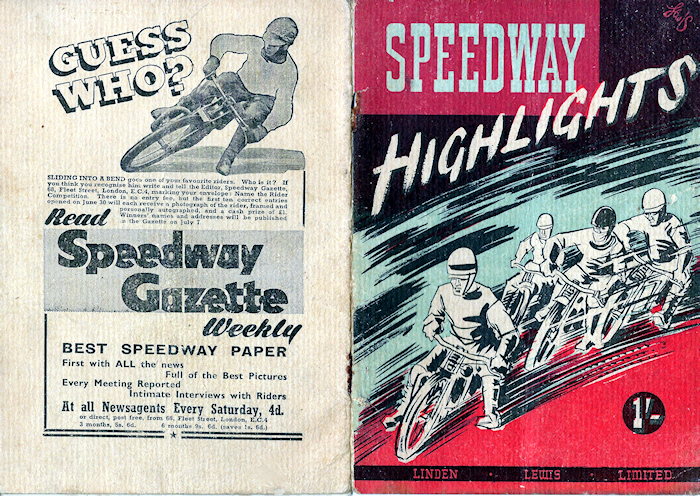 GUESS
WHO?
SLIDING INTO A BEND goes one of your favourite riders. Who is it? If
you think you recognise him write and tell the Editor, Speedway Gazette,
68, Fleet Street, London, E.C.4, marking your envelope: Name the Rider
Competition. There is no entry fee, but the first ten correct entries
opened on June 30 will each receive a photograph of the rider, framed and
personally autographed, and a cash prize of £1.
Winners' names and addresses will be published
in the Gazette on July 7.
Read
Speedway
Gazette
Weekly
BEST SPEEDWAY PAPER
First with ALL the news
Full of the Best Pictures
Every Meeting Reported
Intimate Interviews with Riders
At all Newsagents Every Saturday, 4d.
or direct, post free, from 68, Fleet Street, London, E.C.4
3 months, 5s. 6d. 6 months 9s. 6d. (saves 1s. 6d.)
SPEEDWAY
HIGHLIGHTS
1/-
LINDEN LEWIS LIMITED